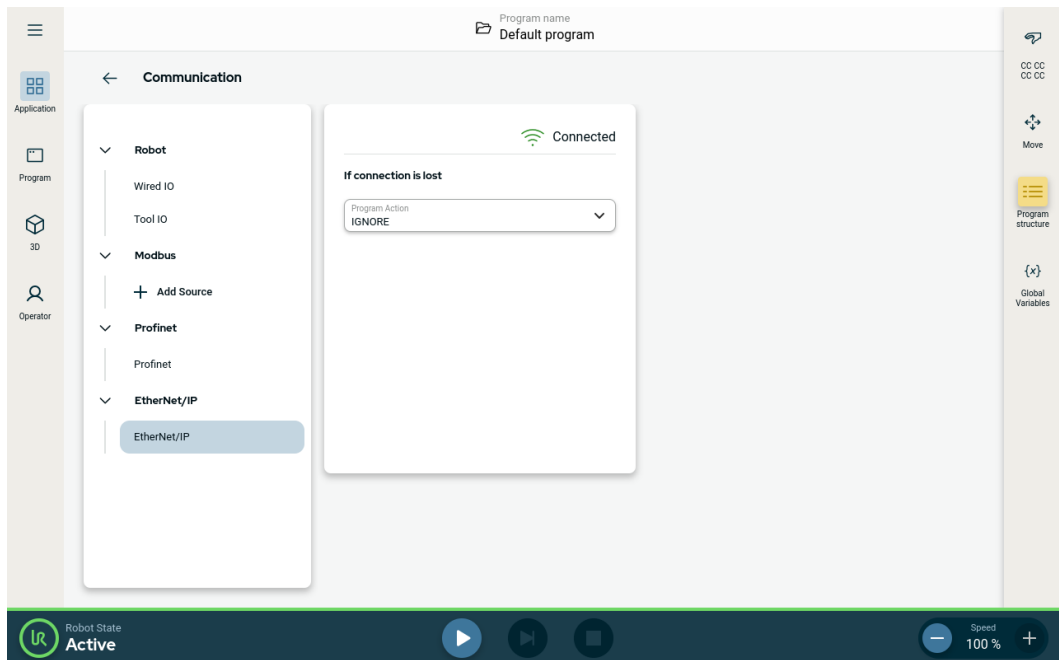 Program name
Default program
Communication
Application
Program
3D
Operator
Robot
Wired IO
Tool IO
Modbus
Add Source
Profinet
Profinet
EtherNet/IP
EtherNet/IP
Connected
If connection is lost
Program Action
IGNORE
CC CC
CC CC
Move
Program
structure
{x}
Global
Variables
Robot State
Active
Speed
100 %